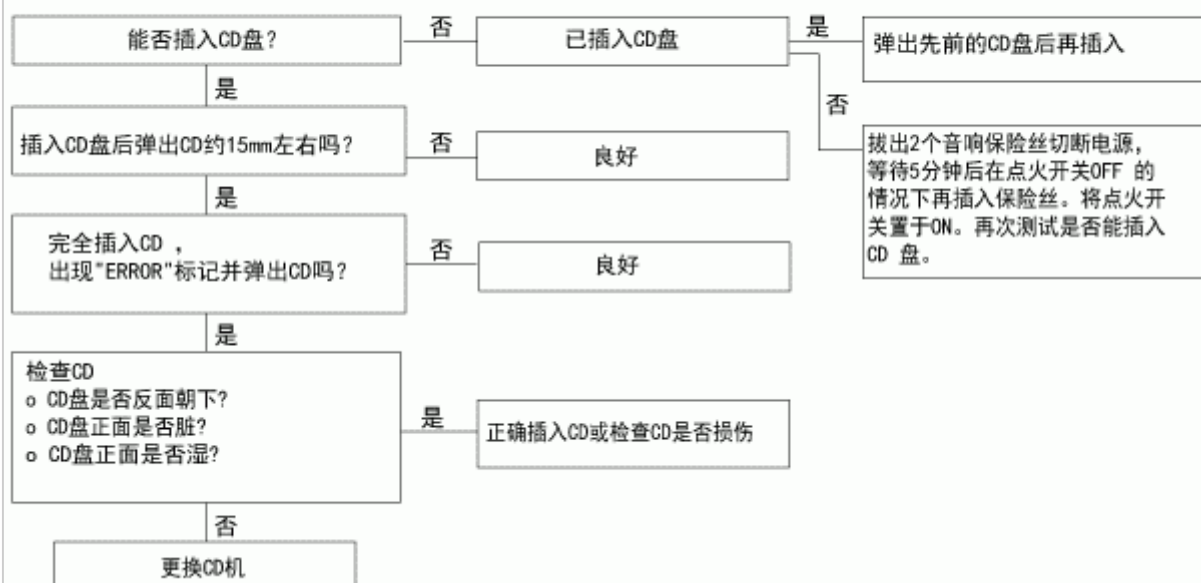 能否插入CD盘?
否
已插入CD盘
是
弹出先前的CD盘后再插入
是
否
插入CD盘后弹出CD约15mm左右吗?
否
良好
拔出2个音响保险丝切断电源,
等待5分钟后在点火开关OFF 的
情况下再插入保险丝。将点火开
关置于ON。再次测试是否能插入
CD 盘。
是
完全插入CD ,
出现"ERROR"标记并弹出CD吗?
否
良好
是
检查CD
o CD盘是否反面朝下?
o CD盘正面是否脏?
o CD盘正面是否湿?
是
正确插入CD或检查CD是否损伤
否
更换CD机